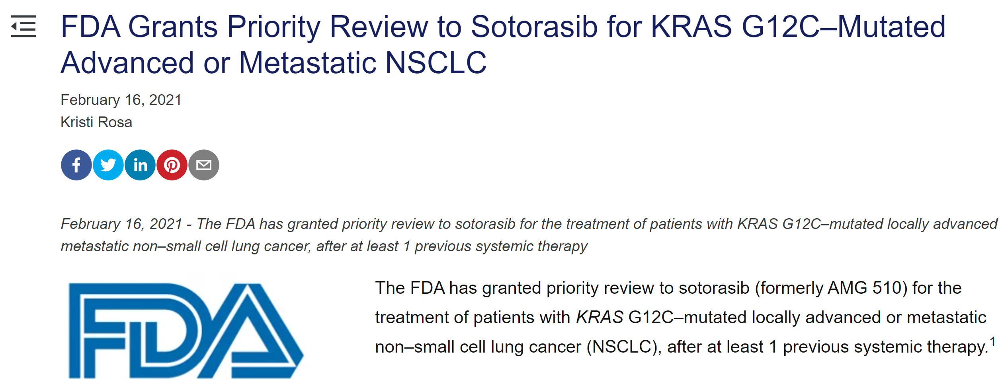 FDA Grants Priority Review to Sotorasib for KRAS G12C–Mutated
Advanced or Metastatic NSCLC
February 16, 2021
Kristi Rosa
February 16, 2021 - The FDA has granted priority review to sotorasib for the treatment of patients with KRAS G12C–mutated locally advanced
metastatic non–small cell lung cancer, after at least 1 previous systemic therapy
FDA
The FDA has granted priority review to sotorasib (formerly AMG 510) for the
treatment of patients with KRAS G12C–mutated locally advanced or metastatic
non–small cell lung cancer (NSCLC), after at least 1 previous systemic therapy.1